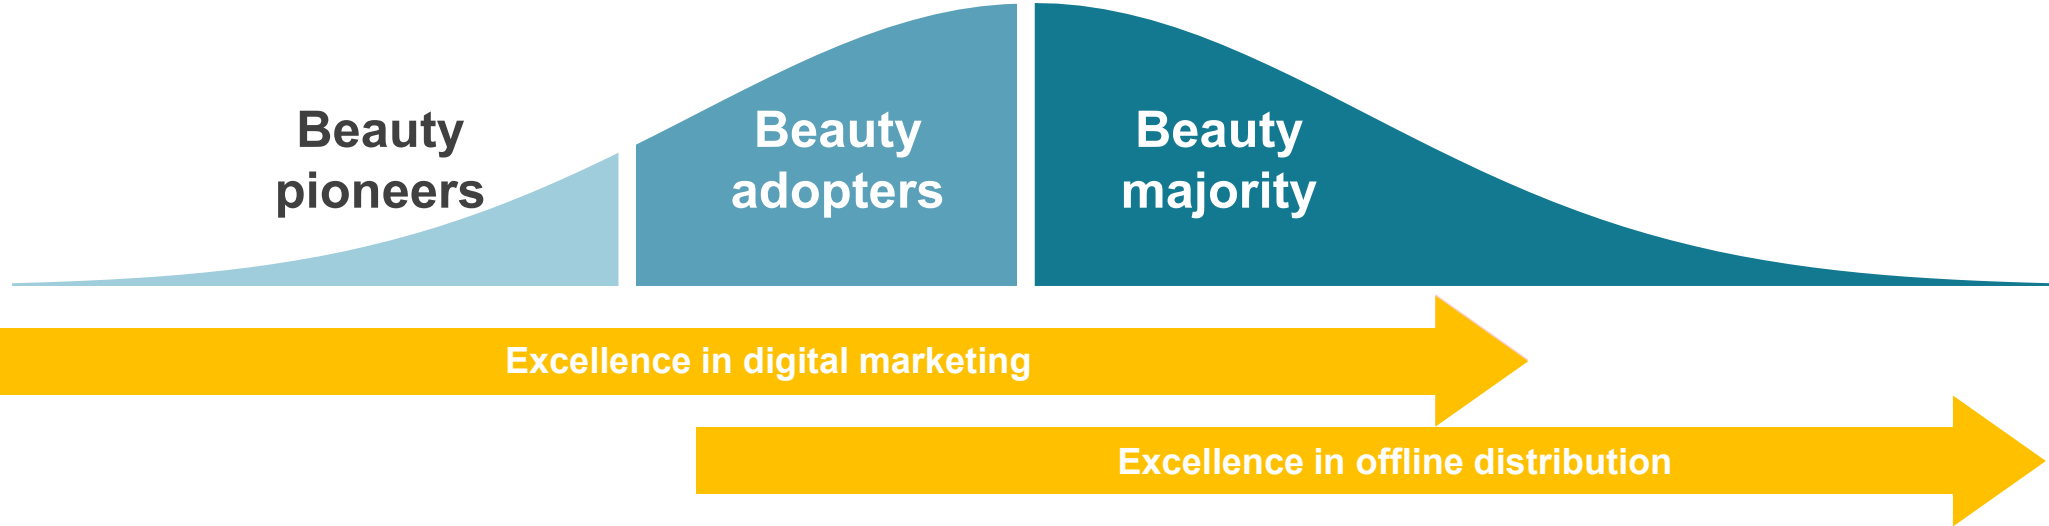 Beauty
pioneers
Beauty
adopters
Beauty
majority
Excellence in digital marketing
Excellence in offline distribution